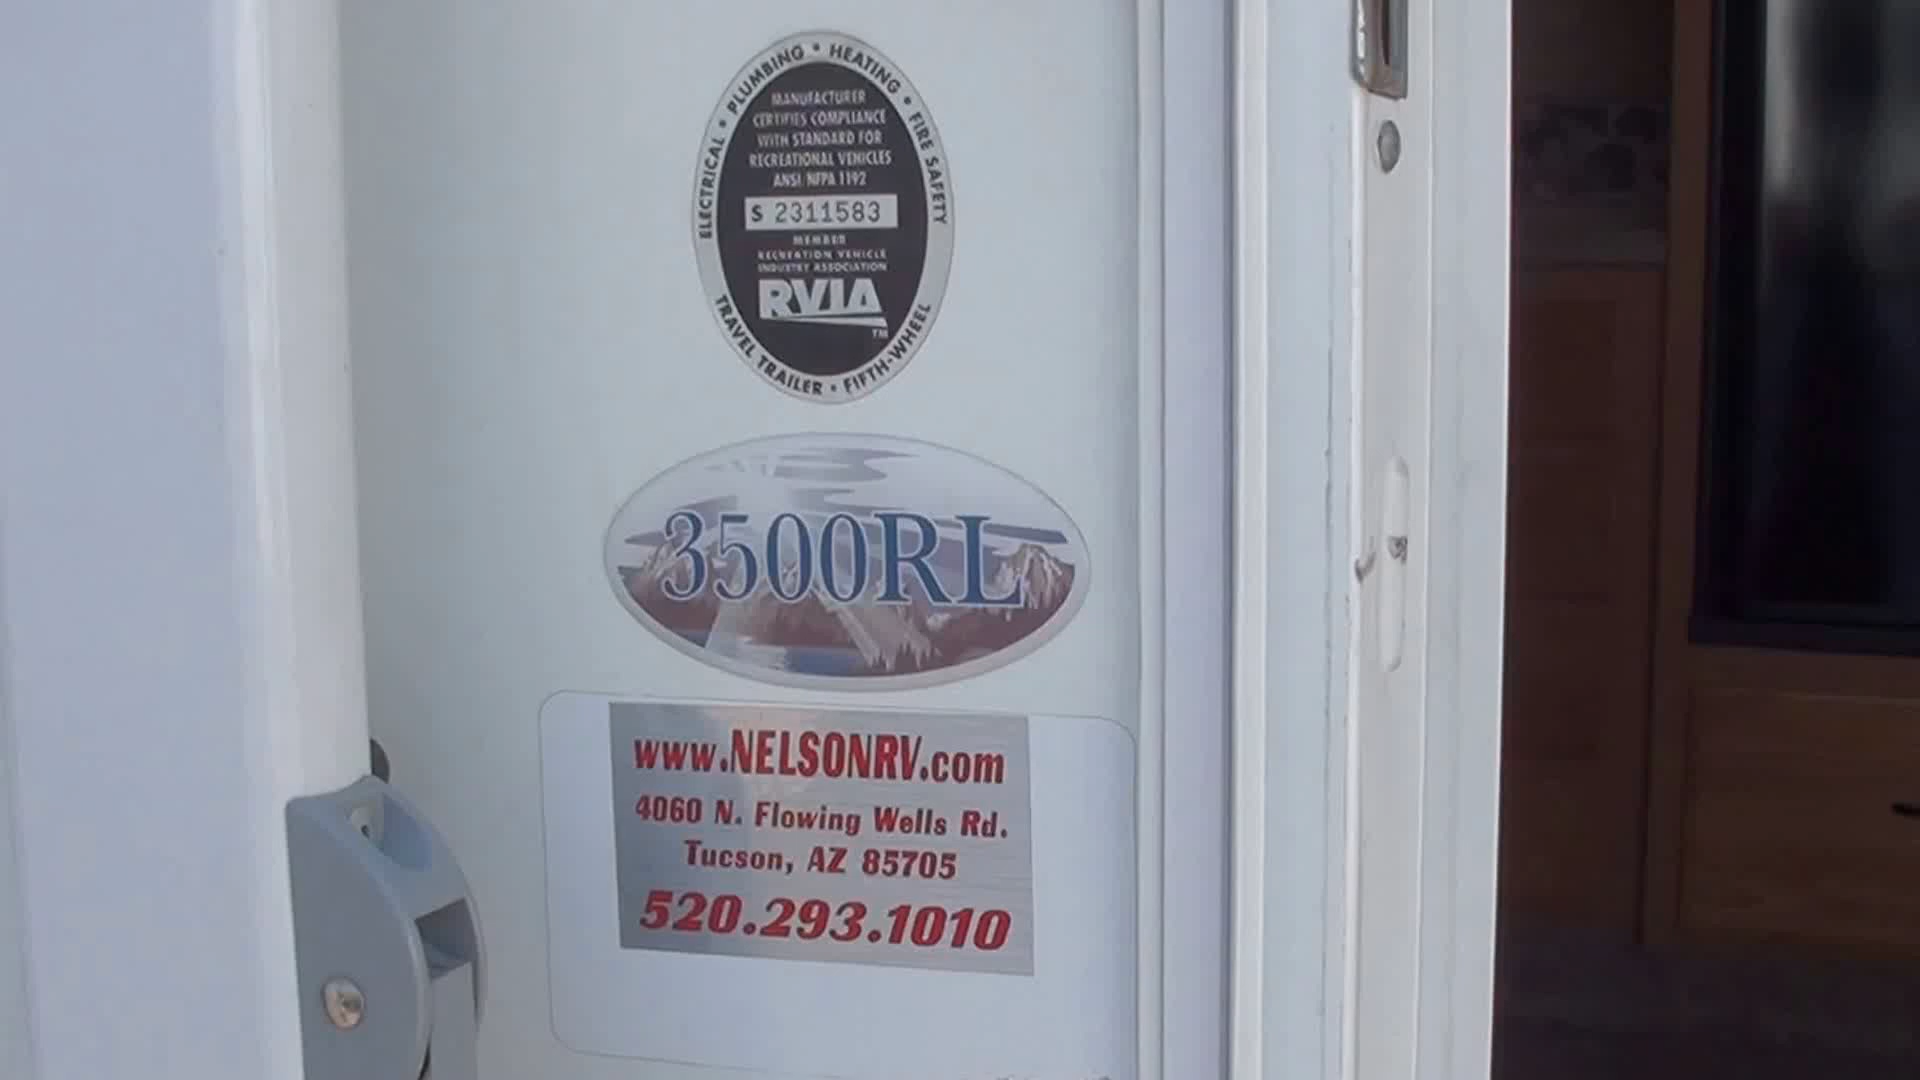 ELECTRICAL • PLUMBING • HEATING • FIRE SAFETY
MANUFACTURER
CERTIFIES COMPLIANCE
WITH STANDARD FOR
RECREATIONAL VEHICLES
ANSI NFPA 1192
S 2311583
MEMBER
RECREATION VEHICLE
INDUSTRY ASSOCIATION
RVIA
TM
TRAVEL TRAILER • FIFTH-WHEEL
3500RL
www.NELSONRV.com
4060 N. Flowing Wells Rd.
Tucson, AZ 85705
520.293.1010